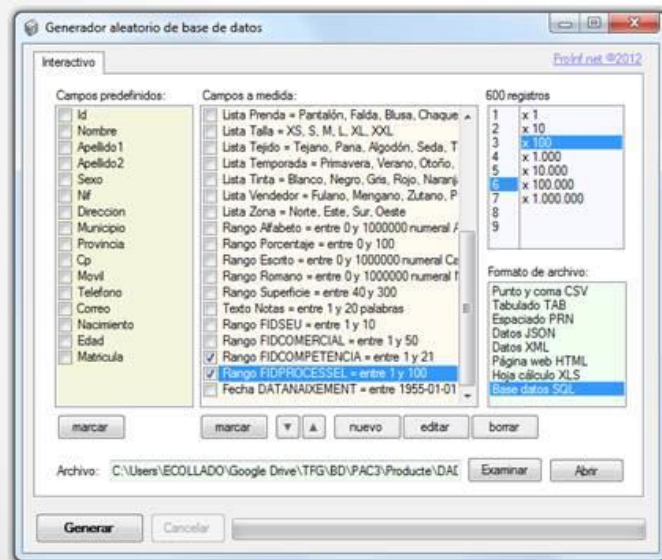 Generador aleatorio de base de datos
Interactivo
ProInf.net ©2012
Campos predefinidos:
Id
Nombre
Apellido1
Apellido2
Sexo
Nif
Direccion
Municipio
Provincia
Cp
Movil
Telefono
Correo
Nacimiento
Edad
Matricula
marcar
Campos a medida:
Lista Prenda = Pantalón, Falda, Blusa, Chaque
Lista Talla = XS, S, M, L, XL, XXL
Lista Tejido = Tejano, Pana, Algodón, Seda, T
Lista Temporada = Primavera, Verano, Otoño,
Lista Tinta = Blanco, Negro, Gris, Rojo, Naranj
Lista Vendedor = Fulano, Mengano, Zutano, P
Lista Zona = Norte, Este, Sur, Oeste
Rango Alfabeto = entre 0 y 1000000 numeral A
Rango Porcentaje = entre 0 y 100
Rango Escrito = entre 0 y 1000000 numeral Ca
Rango Romano = entre 0 y 1000000 numeral
Rango Superficie = entre 40 y 300
Texto Notas = entre 1 y 20 palabras
Rango FIDSEU = entre 1 y 10
Rango FIDCOMERCIAL = entre 1 y 50
Rango FIDCOMPETENCIA = entre 1 y 21
Rango FIDPROCESSEL = entre 1 y 100
Fecha DATANAIXEMENT = entre 1955-01-01
marcar ▼ ▲ nuevo editar borrar
600 registros
1 x 1
2 x 10
3 x 100
4 x 1.000
5 x 10.000
6 x 100.000
7 x 1.000.000
8
9
Formato de archivo:
Punto y coma CSV
Tabulado TAB
Espaciado PRN
Datos JSON
Datos XML
Página web HTML
Hoja cálculo XLS
Base datos SQL
Archivo: C:\Users\ECOLLADO\Google Drive\TFG\BD\PAC3\Producte\DAD Examinar Abrir
Generar Cancelar